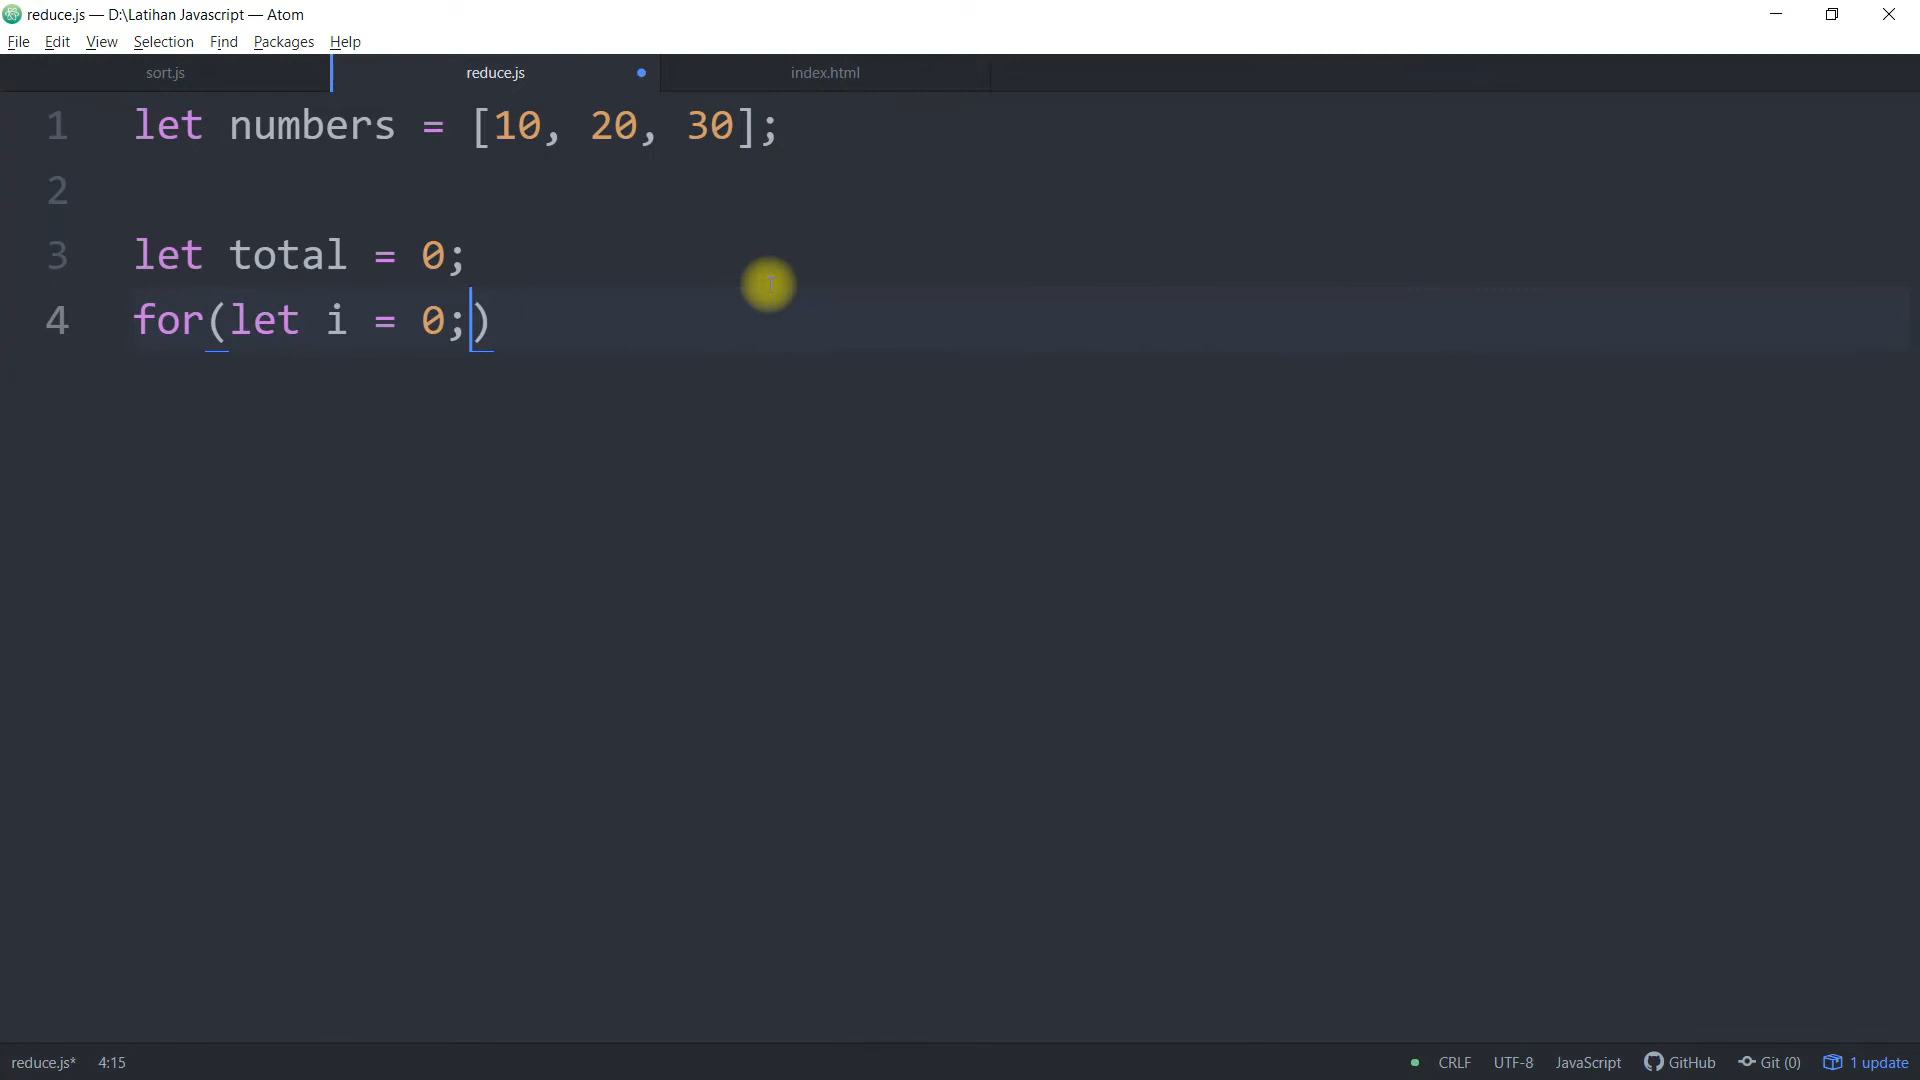 reduce.js — D:\Latihan Javascript — Atom
File Edit View Selection Find Packages Help
sort.js reduce.js index.html
1 let numbers = [10, 20, 30];
2
3 let total = 0;
4 for(let i = 0;)
reduce.js* 4:15 CRLF UTF-8 JavaScript GitHub Git (0) 1 update